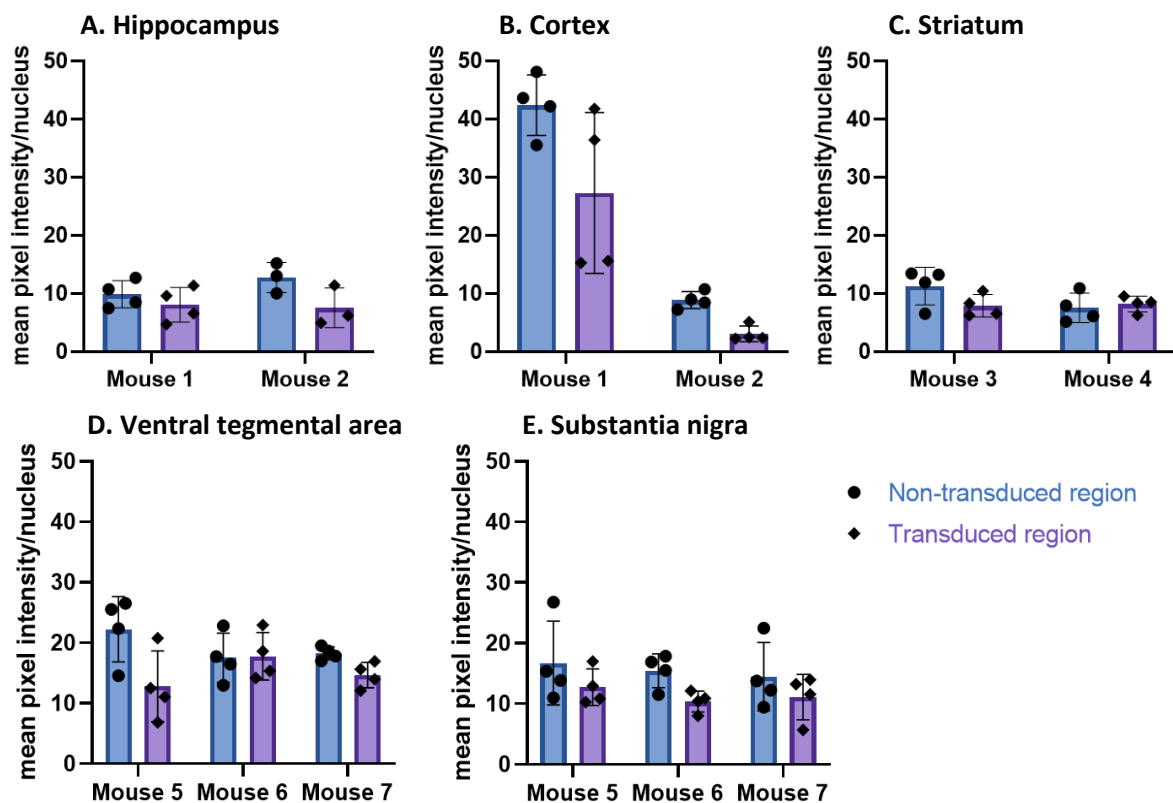 A. Hippocampus
mean pixel intensity/nucleus
50
40
30
20
10
0
Mouse 1 Mouse 2
B. Cortex
mean pixel intensity/nucleus
50
40
30
20
10
0
Mouse 1 Mouse 2
C. Striatum
mean pixel intensity/nucleus
50
40
30
20
10
0
Mouse 3 Mouse 4
D. Ventral tegmental area
mean pixel intensity/nucleus
50
40
30
20
10
0
Mouse 5 Mouse 6 Mouse 7
E. Substantia nigra
mean pixel intensity/nucleus
50
40
30
20
10
0
Mouse 5 Mouse 6 Mouse 7
Non-transduced region
Transduced region